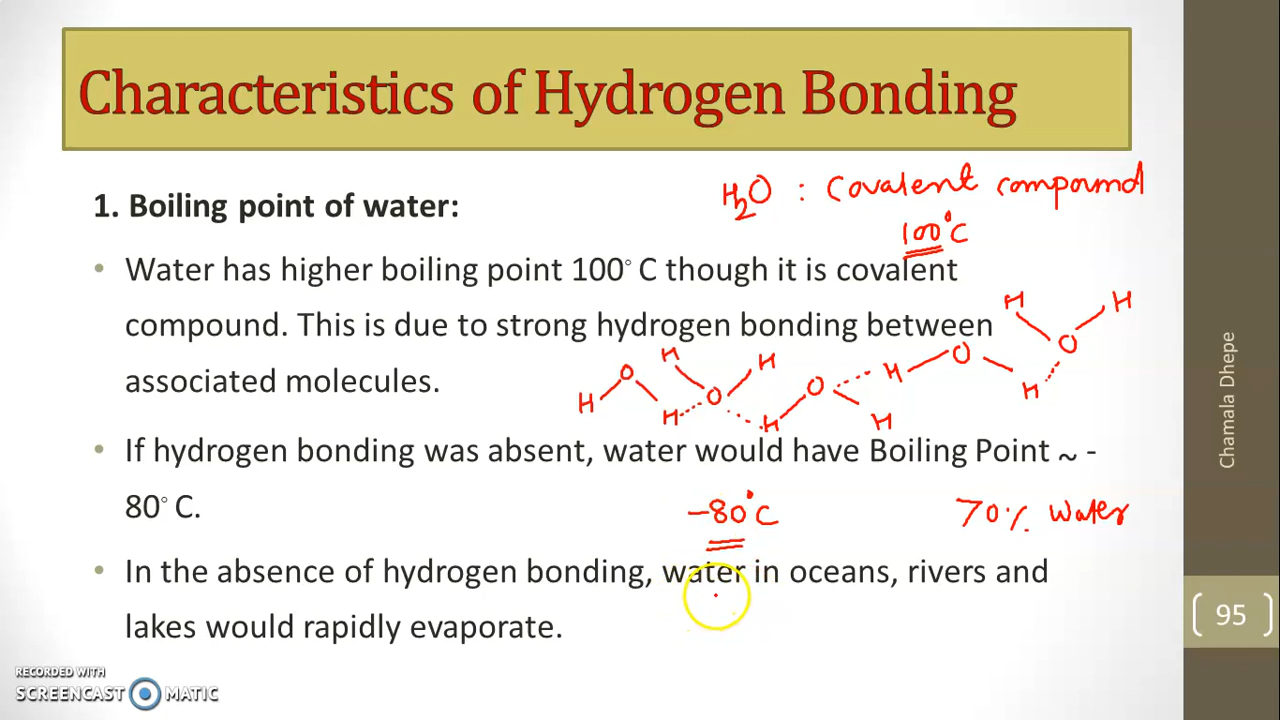 Characteristics of Hydrogen Bonding
H2O : Covalent compound
1. Boiling point of water:
100°C
Water has higher boiling point 100° C though it is covalent
compound. This is due to strong hydrogen bonding between
associated molecules.
H H
H O H O H O H O
H H H H H
If hydrogen bonding was absent, water would have Boiling Point ~ -
80° C.
-80°C
70% water
In the absence of hydrogen bonding, water in oceans, rivers and
lakes would rapidly evaporate.
Chamala Dhepe
95
RECORDED WITH
SCREENCAST MATIC